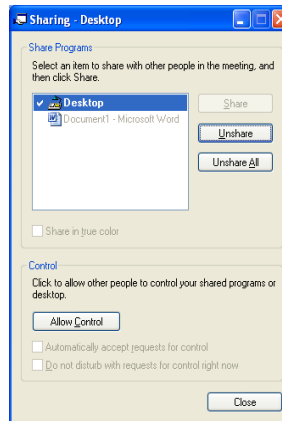 Sharing - Desktop
Share Programs
Select an item to share with other people in the meeting, and
then click Share.
Desktop
Document1 - Microsoft Word
Share
Unshare
Unshare All
Share in true color
Control
Click to allow other people to control your shared programs or
desktop.
Allow Control
Automatically accept requests for control
Do not disturb with requests for control right now
Close